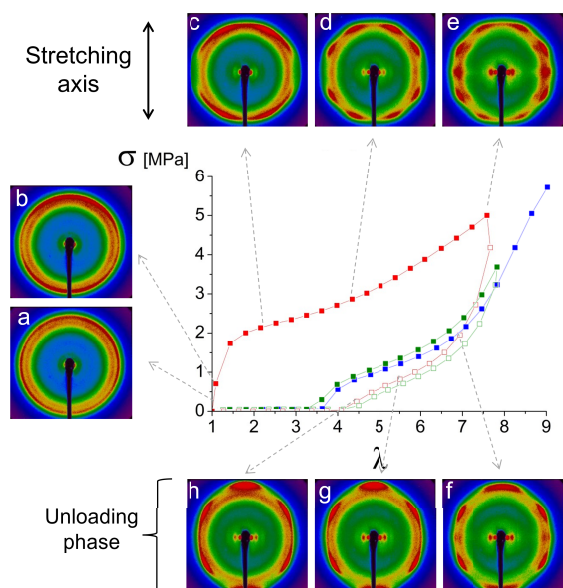 c d e
Stretching
axis
σ [MPa]
b
a
6
5
4
3
2
1
0
1 2 3 4 5 6 7 8 9
λ
h g f
Unloading
phase